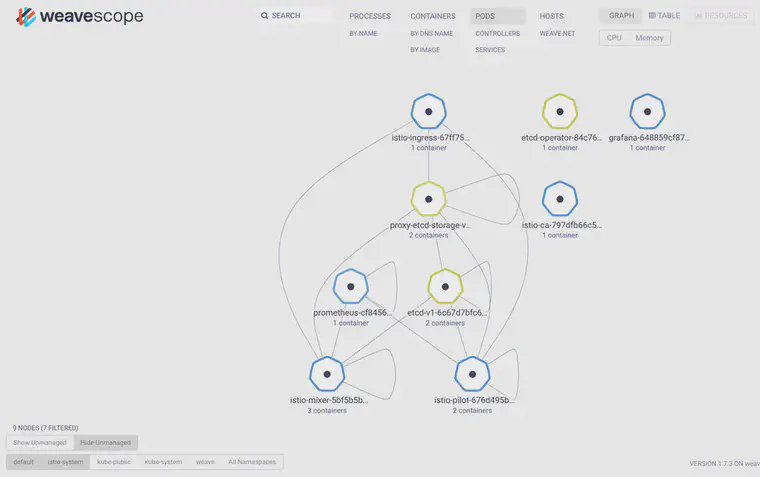 weavescope
SEARCH
PROCESSES
BY NAME
CONTAINERS
BY DNS NAME
BY IMAGE
PODS
CONTROLLERS
SERVICES
HOSTS
WEAVE NET
GRAPH
TABLE
RESOURCES
CPU
Memory
istio-ingress-67ff75...
1 container
etcd-operator-84c76...
1 container
grafana-648859cf87...
1 container
proxy-etcd-storage-v...
2 containers
istio-ca-797dfb66c5...
1 container
prometheus-cf8456...
1 container
etcd-v1-6c67d7bfc6...
2 containers
istio-mixer-5bf5b5b...
3 containers
istio-pilot-676d495b...
2 containers
9 NODES (7 FILTERED)
Show Unmanaged
Hide Unmanaged
default
istio-system
kube-public
Kube-system
weave
All Namespaces
VERSION 1.7.3 ON weav